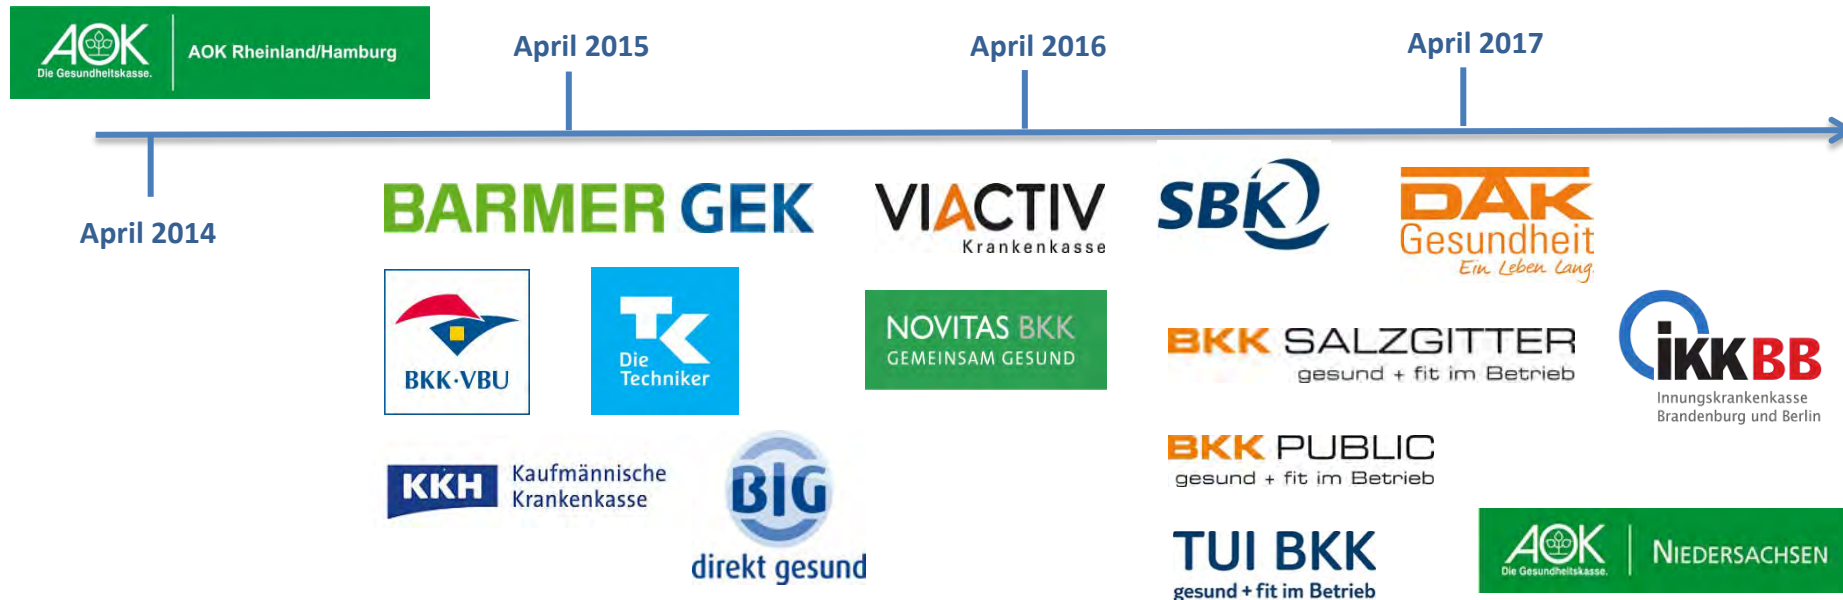 AOK
Die Gesundheitskasse.
AOK Rheinland/Hamburg
April 2015
April 2016
April 2017
April 2014
BARMER GEK
VIACTIV
Krankenkasse
SBK
DAK
Gesundheit
Ein Leben lang.
BKK·VBU
TK
Die
Techniker
NOVITAS BKK
GEMEINSAM GESUND
BKK SALZGITTER
gesund + fit im Betrieb
IKK BB
Innungskrankenkasse
Brandenburg und Berlin
KKH
Kaufmännische
Krankenkasse
BIG
direkt gesund
BKK PUBLIC
gesund + fit im Betrieb
TUI BKK
gesund + fit im Betrieb
AOK
Die Gesundheitskasse.
NIEDERSACHSEN